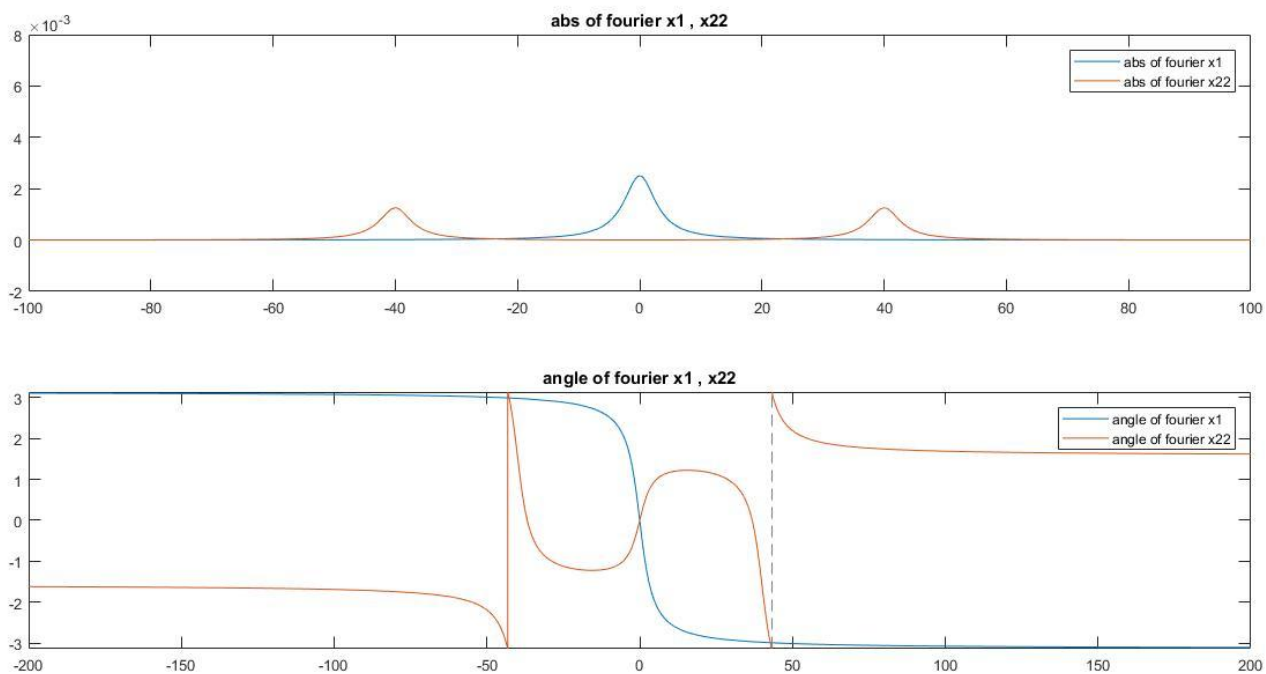 abs of fourier x1 , x22
×10-3
8
6
4
2
0
-2
-100 -80 -60 -40 -20 0 20 40 60 80 100
abs of fourier x1
abs of fourier x22
angle of fourier x1 , x22
3
2
1
0
-1
-2
-3
-200 -150 -100 -50 0 50 100 150 200
angle of fourier x1
angle of fourier x22